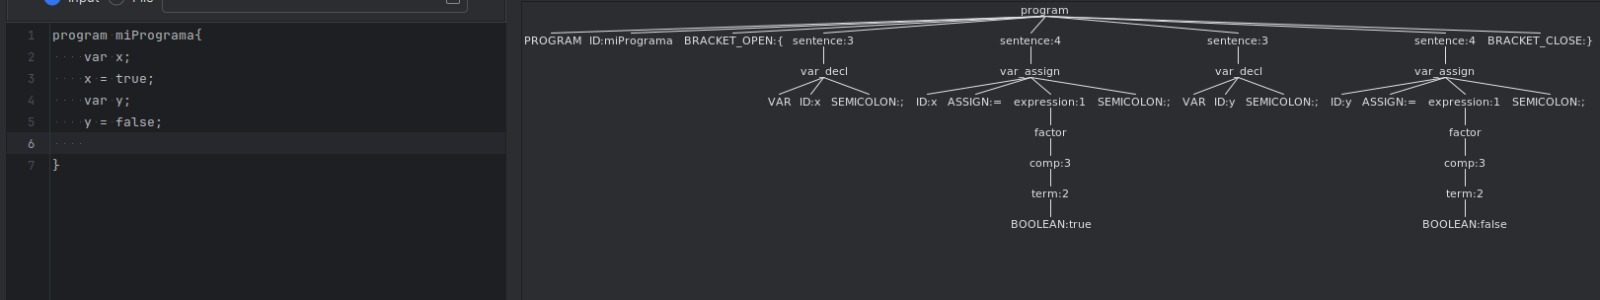 Input File
1 program miPrograma{
2 var x;
3 x = true;
4 var y;
5 y = false;
6
7 }
program
PROGRAM ID:miPrograma BRACKET_OPEN:{ sentence:3 sentence:4 sentence:3 sentence:4 BRACKET_CLOSE:}
var_decl var_assign var_decl var_assign
VAR ID:x SEMICOLON:; ID:x ASSIGN:= expression:1 SEMICOLON:; VAR ID:y SEMICOLON:; ID:y ASSIGN:= expression:1 SEMICOLON:;
factor factor
comp:3 comp:3
term:2 term:2
BOOLEAN:true BOOLEAN:false